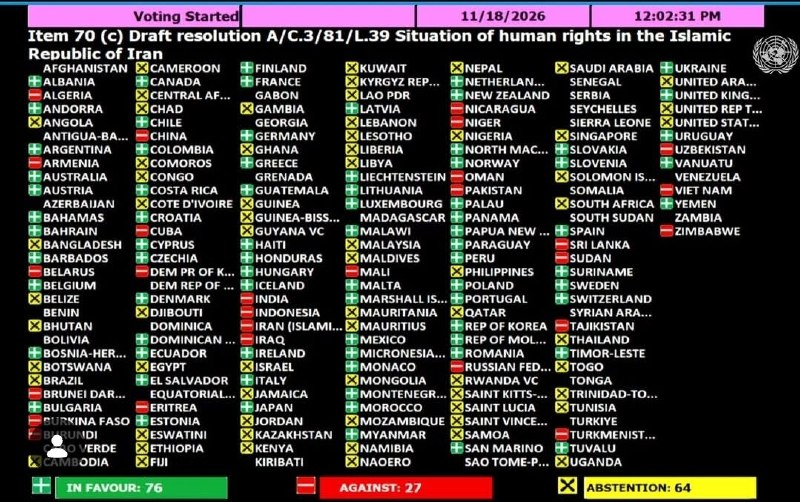 Voting Started
11/18/2026
12:02:31 PM
Item 70 (c) Draft resolution A/C.3/81/L.39 Situation of human rights in the Islamic
Republic of Iran
AFGHANISTAN
ALBANIA
ALGERIA
ANDORRA
ANGOLA
ANTIGUA-BA...
ARGENTINA
ARMENIA
AUSTRALIA
AUSTRIA
AZERBAIJAN
BAHAMAS
BAHRAIN
BANGLADESH
BARBADOS
BELARUS
BELGIUM
BELIZE
BENIN
BHUTAN
BOLIVIA
BOSNIA-HER...
BOTSWANA
BRAZIL
BRUNEI DAR...
BULGARIA
BURKINA FASO
BURUNDI
VERDE
CAMBODIA
CAMEROON
CANADA
CENTRAL AF...
CHAD
CHILE
CHINA
COLOMBIA
COMOROS
CONGO
COSTA RICA
COTE D'IVOIRE
CROATIA
CUBA
CYPRUS
CZECHIA
DEM PR OF K...
DEM REP OF ...
DENMARK
DJIBOUTI
DOMINICA
DOMINICAN ...
ECUADOR
EGYPT
EL SALVADOR
EQUATORIAL...
ERITREA
ESTONIA
ESWATINI
ETHIOPIA
FIJI
FINLAND
FRANCE
GABON
GAMBIA
GEORGIA
GERMANY
GHANA
GREECE
GRENADA
GUATEMALA
GUINEA
GUINEA-BISS...
GUYANA VC
HAITI
HONDURAS
HUNGARY
ICELAND
INDIA
INDONESIA
IRAN (ISLAMI...
IRAQ
IRELAND
ISRAEL
ITALY
JAMAICA
JAPAN
JORDAN
KAZAKHSTAN
KENYA
KIRIBATI
KUWAIT
KYRGYZ REP...
LAO PDR
LATVIA
LEBANON
LESOTHO
LIBERIA
LIBYA
LIECHTENSTEIN
LITHUANIA
LUXEMBOURG
MADAGASCAR
MALAWI
MALAYSIA
MALDIVES
MALI
MALTA
MARSHALL IS...
MAURITANIA
MAURITIUS
MEXICO
MICRONESIA...
MONACO
MONGOLIA
MONTENEGR...
MOROCCO
MOZAMBIQUE
MYANMAR
NAMIBIA
NAOERO
NEPAL
NETHERLAN...
NEW ZEALAND
NICARAGUA
NIGER
NIGERIA
NORTH MAC...
NORWAY
OMAN
PAKISTAN
PALAU
PANAMA
PAPUA NEW ...
PARAGUAY
PERU
PHILIPPINES
POLAND
PORTUGAL
QATAR
REP OF KOREA
REP OF MOL...
ROMANIA
RUSSIAN FED...
RWANDA VC
SAINT KITTS-...
SAINT LUCIA
SAINT VINCE...
SAMOA
SAN MARINO
SAO TOME-P...
SAUDI ARABIA
SENEGAL
SERBIA
SEYCHELLES
SIERRA LEONE
SINGAPORE
SLOVAKIA
SLOVENIA
SOLOMON IS...
SOMALIA
SOUTH AFRICA
SOUTH SUDAN
SPAIN
SRI LANKA
SUDAN
SURINAME
SWEDEN
SWITZERLAND
SYRIAN ARA...
TAJIKISTAN
THAILAND
TIMOR-LESTE
TOGO
TONGA
TRINIDAD-TO...
TUNISIA
TURKIYE
TURKMENIST...
TUVALU
UGANDA
UKRAINE
UNITED ARA...
UNITED KING...
UNITED REP T...
UNITED STAT...
URUGUAY
UZBEKISTAN
VANUATU
VENEZUELA
VIET NAM
YEMEN
ZAMBIA
ZIMBABWE
IN FAVOUR: 76
AGAINST: 27
ABSTENTION: 64